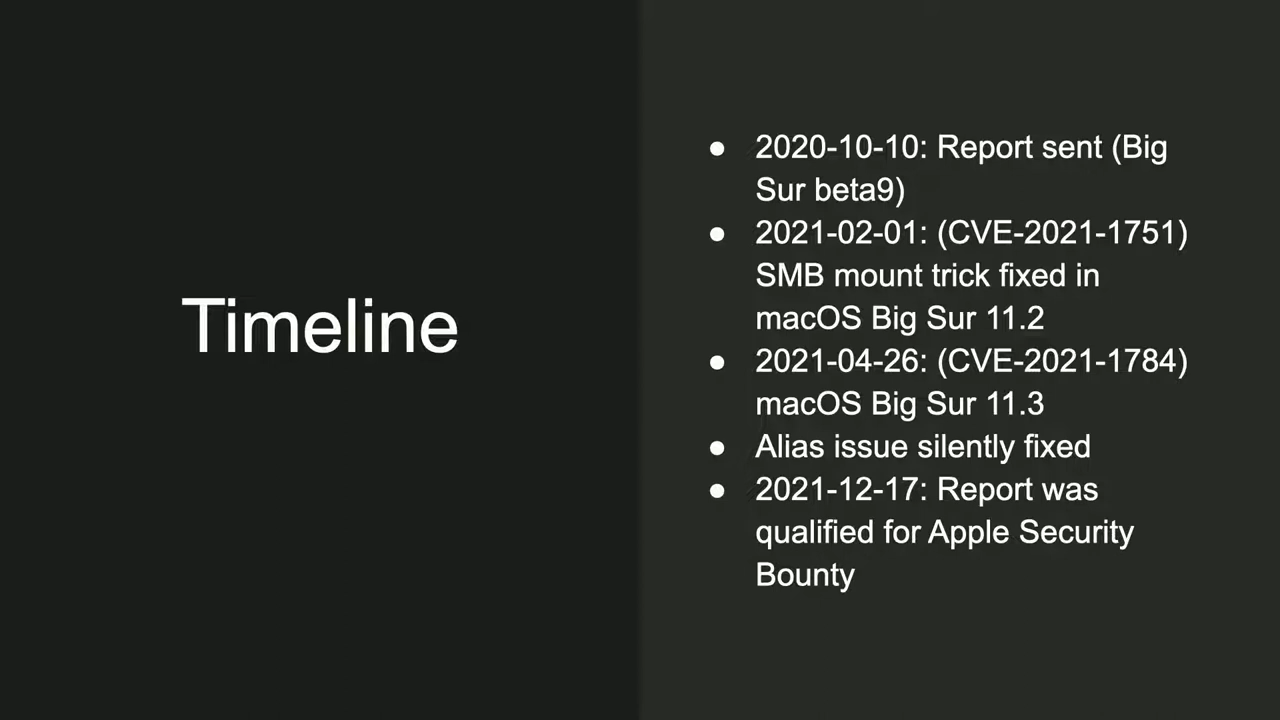 Timeline
● 2020-10-10: Report sent (Big
Sur beta9)
● 2021-02-01: (CVE-2021-1751)
SMB mount trick fixed in
macOS Big Sur 11.2
● 2021-04-26: (CVE-2021-1784)
macOS Big Sur 11.3
● Alias issue silently fixed
● 2021-12-17: Report was
qualified for Apple Security
Bounty